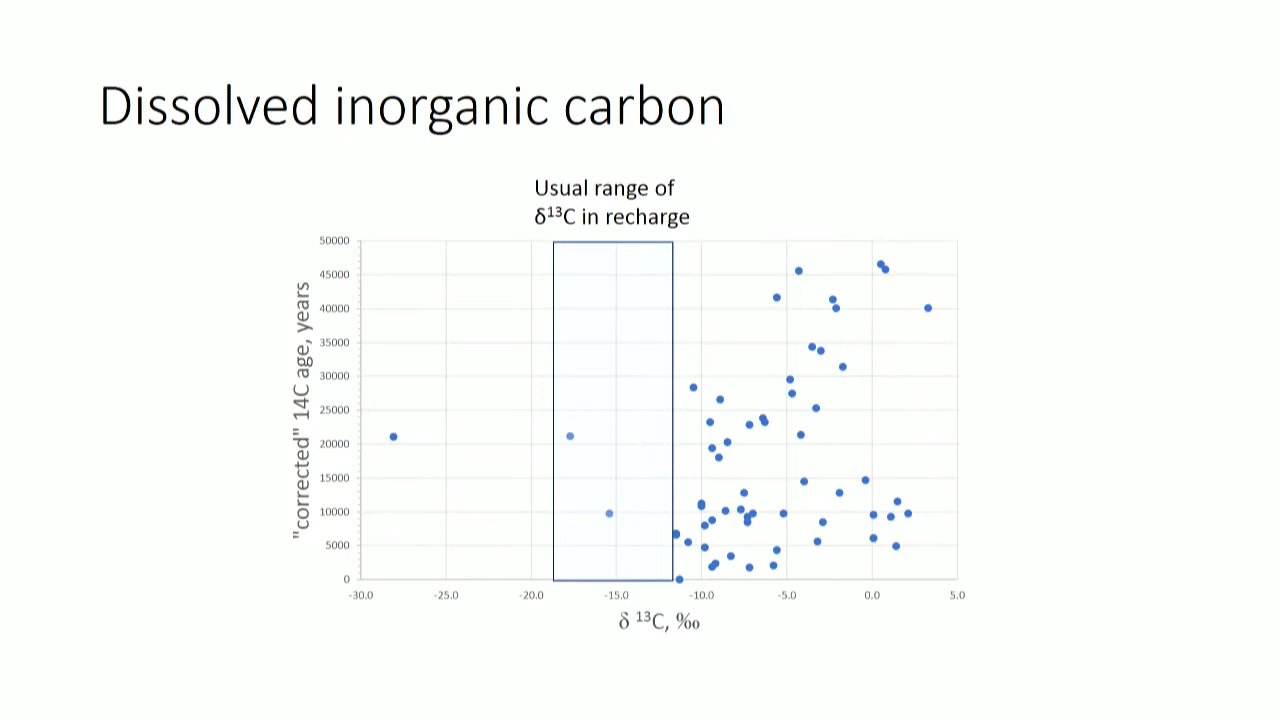 Dissolved inorganic carbon
Usual range of
δ¹³C in recharge
50000
45000
40000
35000
30000
25000
20000
15000
10000
5000
0
"corrected" 14C age, years
-30.0 -25.0 -20.0 -15.0 -10.0 -5.0 0.0 5.0
δ ¹³C, ‰